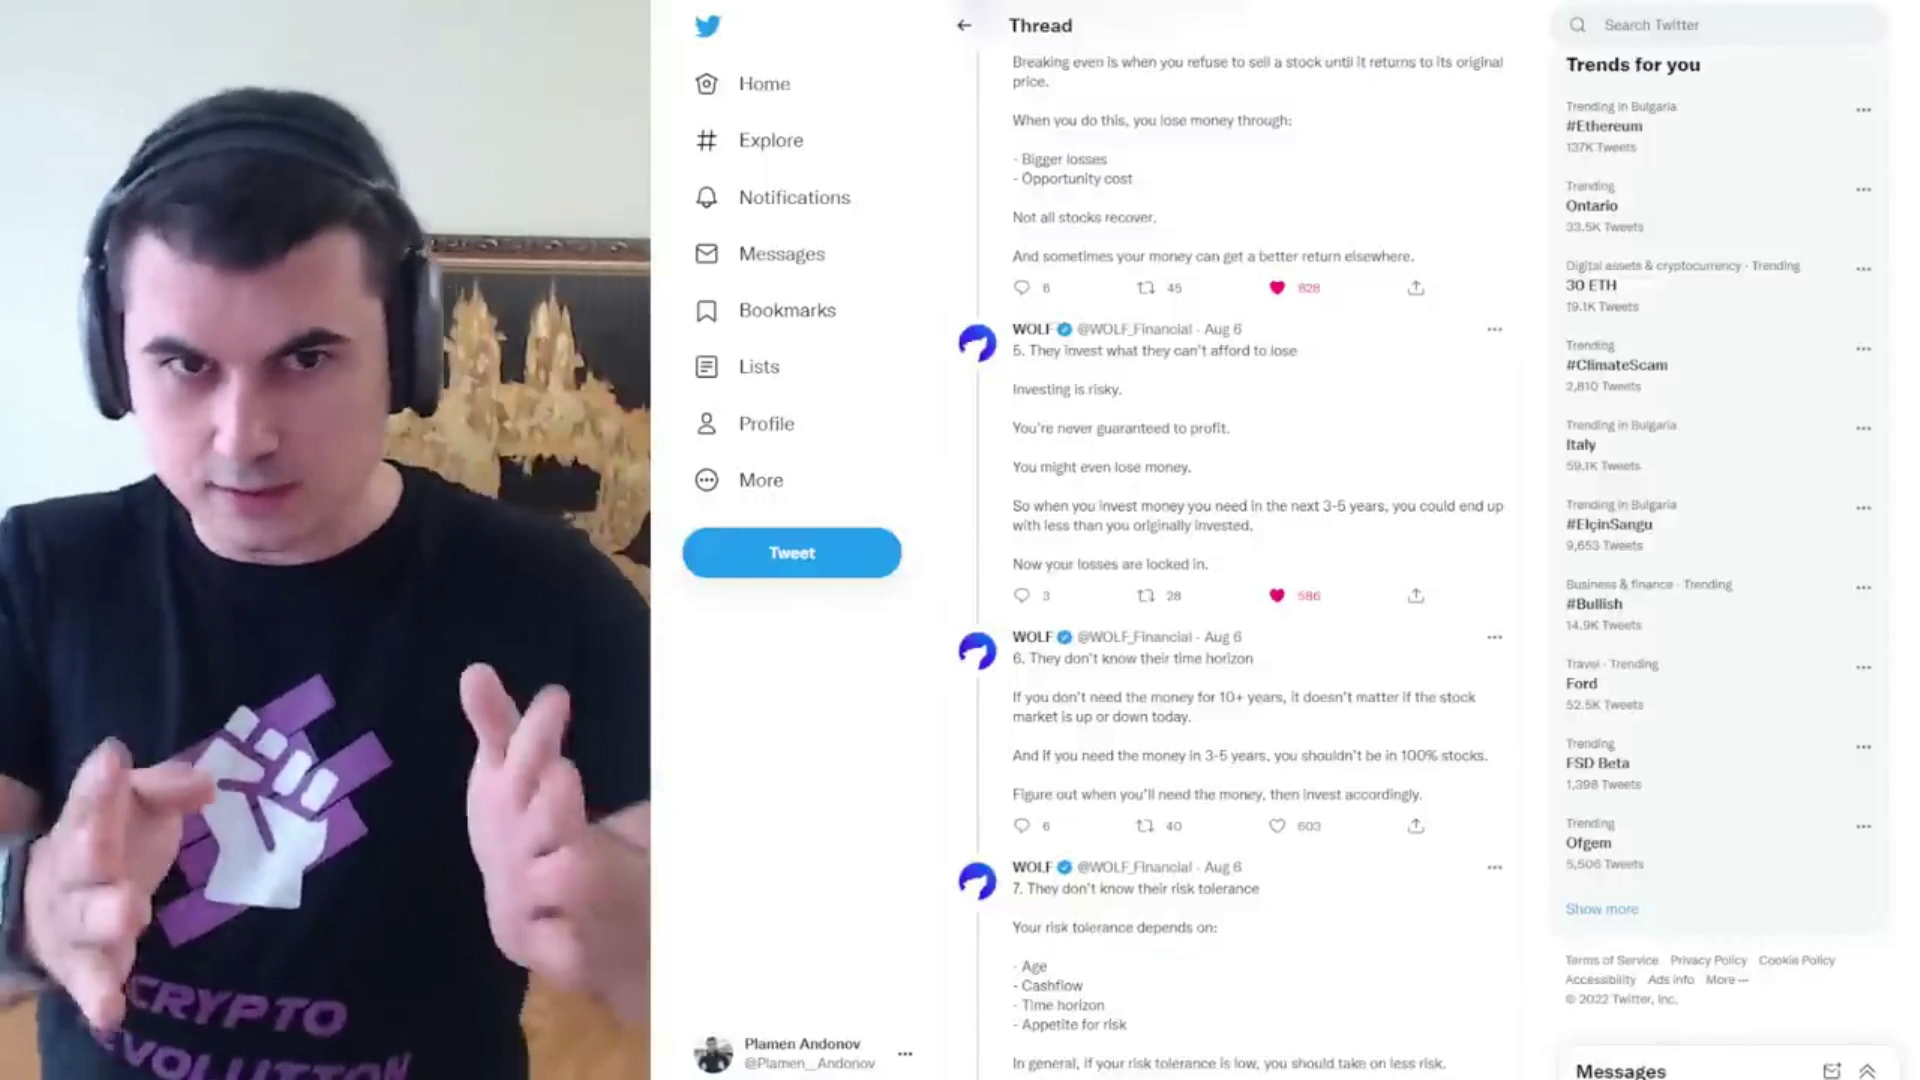 Thread
Search Twitter
Home
Explore
Notifications
Messages
Bookmarks
Lists
Profile
More
Tweet
Plamen Andonov
@Plamen__Andonov
Breaking even is when you refuse to sell a stock until it returns to its original
price.
When you do this, you lose money through:
- Bigger losses
- Opportunity cost
Not all stocks recover.
And sometimes your money can get a better return elsewhere.
6 45 828
WOLF @WOLF_Financial · Aug 6
5. They invest what they can't afford to lose
Investing is risky.
You're never guaranteed to profit.
You might even lose money.
So when you invest money you need in the next 3-5 years, you could end up
with less than you originally invested.
Now your losses are locked in.
3 28 586
WOLF @WOLF_Financial · Aug 6
6. They don't know their time horizon
If you don't need the money for 10+ years, it doesn't matter if the stock
market is up or down today.
And if you need the money in 3-5 years, you shouldn't be in 100% stocks.
Figure out when you'll need the money, then invest accordingly.
6 40 603
WOLF @WOLF_Financial · Aug 6
7. They don't know their risk tolerance
Your risk tolerance depends on:
- Age
- Cashflow
- Time horizon
- Appetite for risk
In general, if your risk tolerance is low, you should take on less risk.
Trends for you
Trending in Bulgaria
#Ethereum
137K Tweets
Trending
Ontario
33.5K Tweets
Digital assets & cryptocurrency · Trending
30 ETH
19.1K Tweets
Trending
#ClimateScam
2,810 Tweets
Trending in Bulgaria
Italy
59.1K Tweets
Trending in Bulgaria
#ElçinSangu
9,653 Tweets
Business & finance · Trending
#Bullish
14.9K Tweets
Travel · Trending
Ford
52.5K Tweets
Trending
FSD Beta
1,398 Tweets
Trending
Ofgem
5,506 Tweets
Show more
Terms of Service Privacy Policy Cookie Policy
Accessibility Ads info More ···
© 2022 Twitter, Inc.
Messages
CRYPTO
EVOLUTION